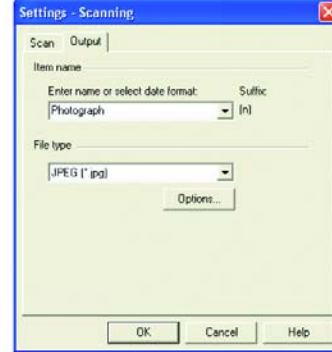 Settings - Scanning
Scan Output
Item name
Enter name or select date format: Suffix:
Photograph (n)
File type
JPEG (*.jpg)
Options...
OK Cancel Help